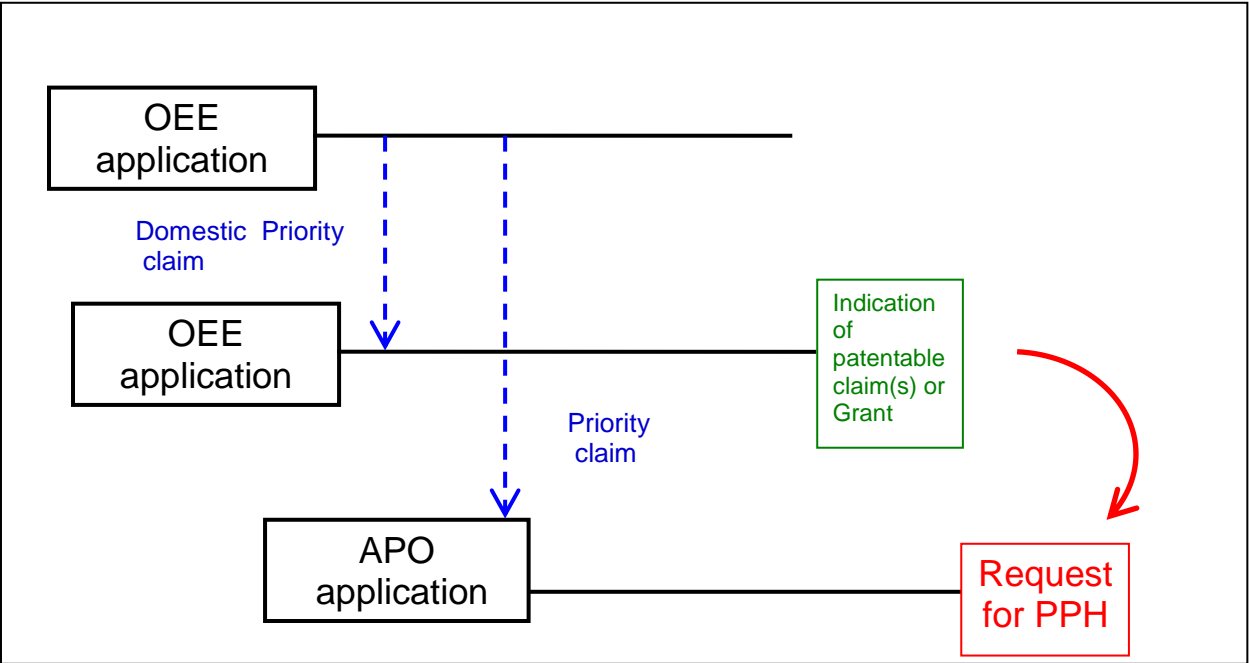 OEE
application
Domestic Priority
claim
OEE
application
Indication
of
patentable
claim(s) or
Grant
Priority
claim
APO
application
Request
for PPH